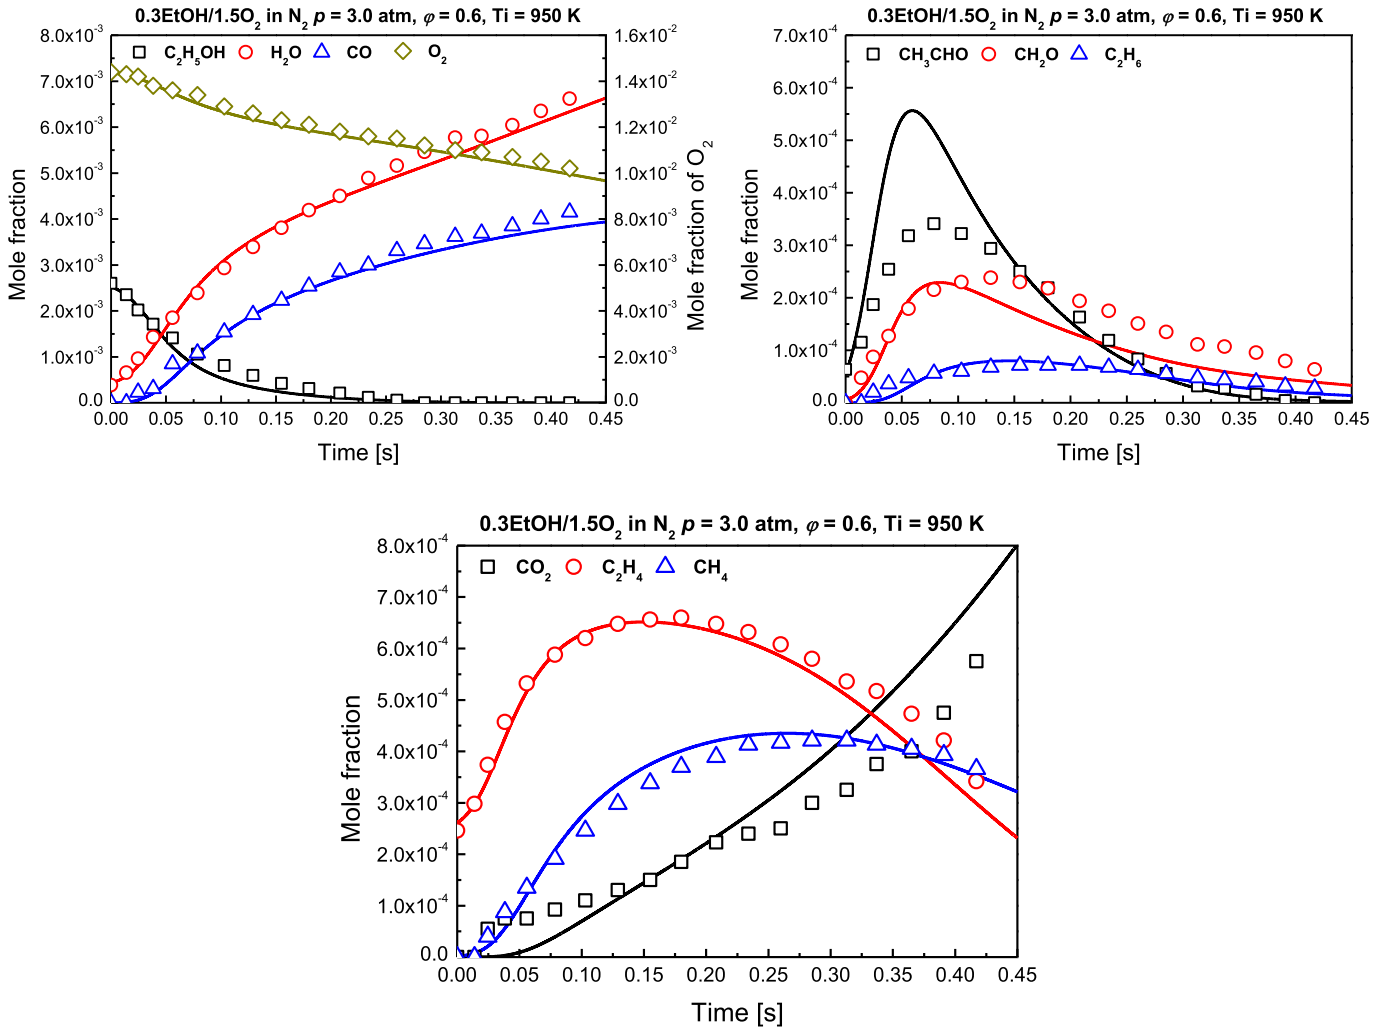 0.3EtOH/1.5O₂ in N₂ p = 3.0 atm, φ = 0.6, Ti = 950 K
C₂H₅OH H₂O CO O₂
8.0x10⁻³
7.0x10⁻³
6.0x10⁻³
5.0x10⁻³
4.0x10⁻³
3.0x10⁻³
2.0x10⁻³
1.0x10⁻³
0.0
Mole fraction
1.6x10⁻²
1.4x10⁻²
1.2x10⁻²
1.0x10⁻²
8.0x10⁻³
6.0x10⁻³
4.0x10⁻³
2.0x10⁻³
0.0
Mole fraction of O₂
0.00 0.05 0.10 0.15 0.20 0.25 0.30 0.35 0.40 0.45
Time [s]
0.3EtOH/1.5O₂ in N₂ p = 3.0 atm, φ = 0.6, Ti = 950 K
CH₃CHO CH₂O C₂H₆
7.0x10⁻⁴
6.0x10⁻⁴
5.0x10⁻⁴
4.0x10⁻⁴
3.0x10⁻⁴
2.0x10⁻⁴
1.0x10⁻⁴
0.0
Mole fraction
0.00 0.05 0.10 0.15 0.20 0.25 0.30 0.35 0.40 0.45
Time [s]
0.3EtOH/1.5O₂ in N₂ p = 3.0 atm, φ = 0.6, Ti = 950 K
CO₂ C₂H₄ CH₄
8.0x10⁻⁴
7.0x10⁻⁴
6.0x10⁻⁴
5.0x10⁻⁴
4.0x10⁻⁴
3.0x10⁻⁴
2.0x10⁻⁴
1.0x10⁻⁴
0.0
Mole fraction
0.00 0.05 0.10 0.15 0.20 0.25 0.30 0.35 0.40 0.45
Time [s]